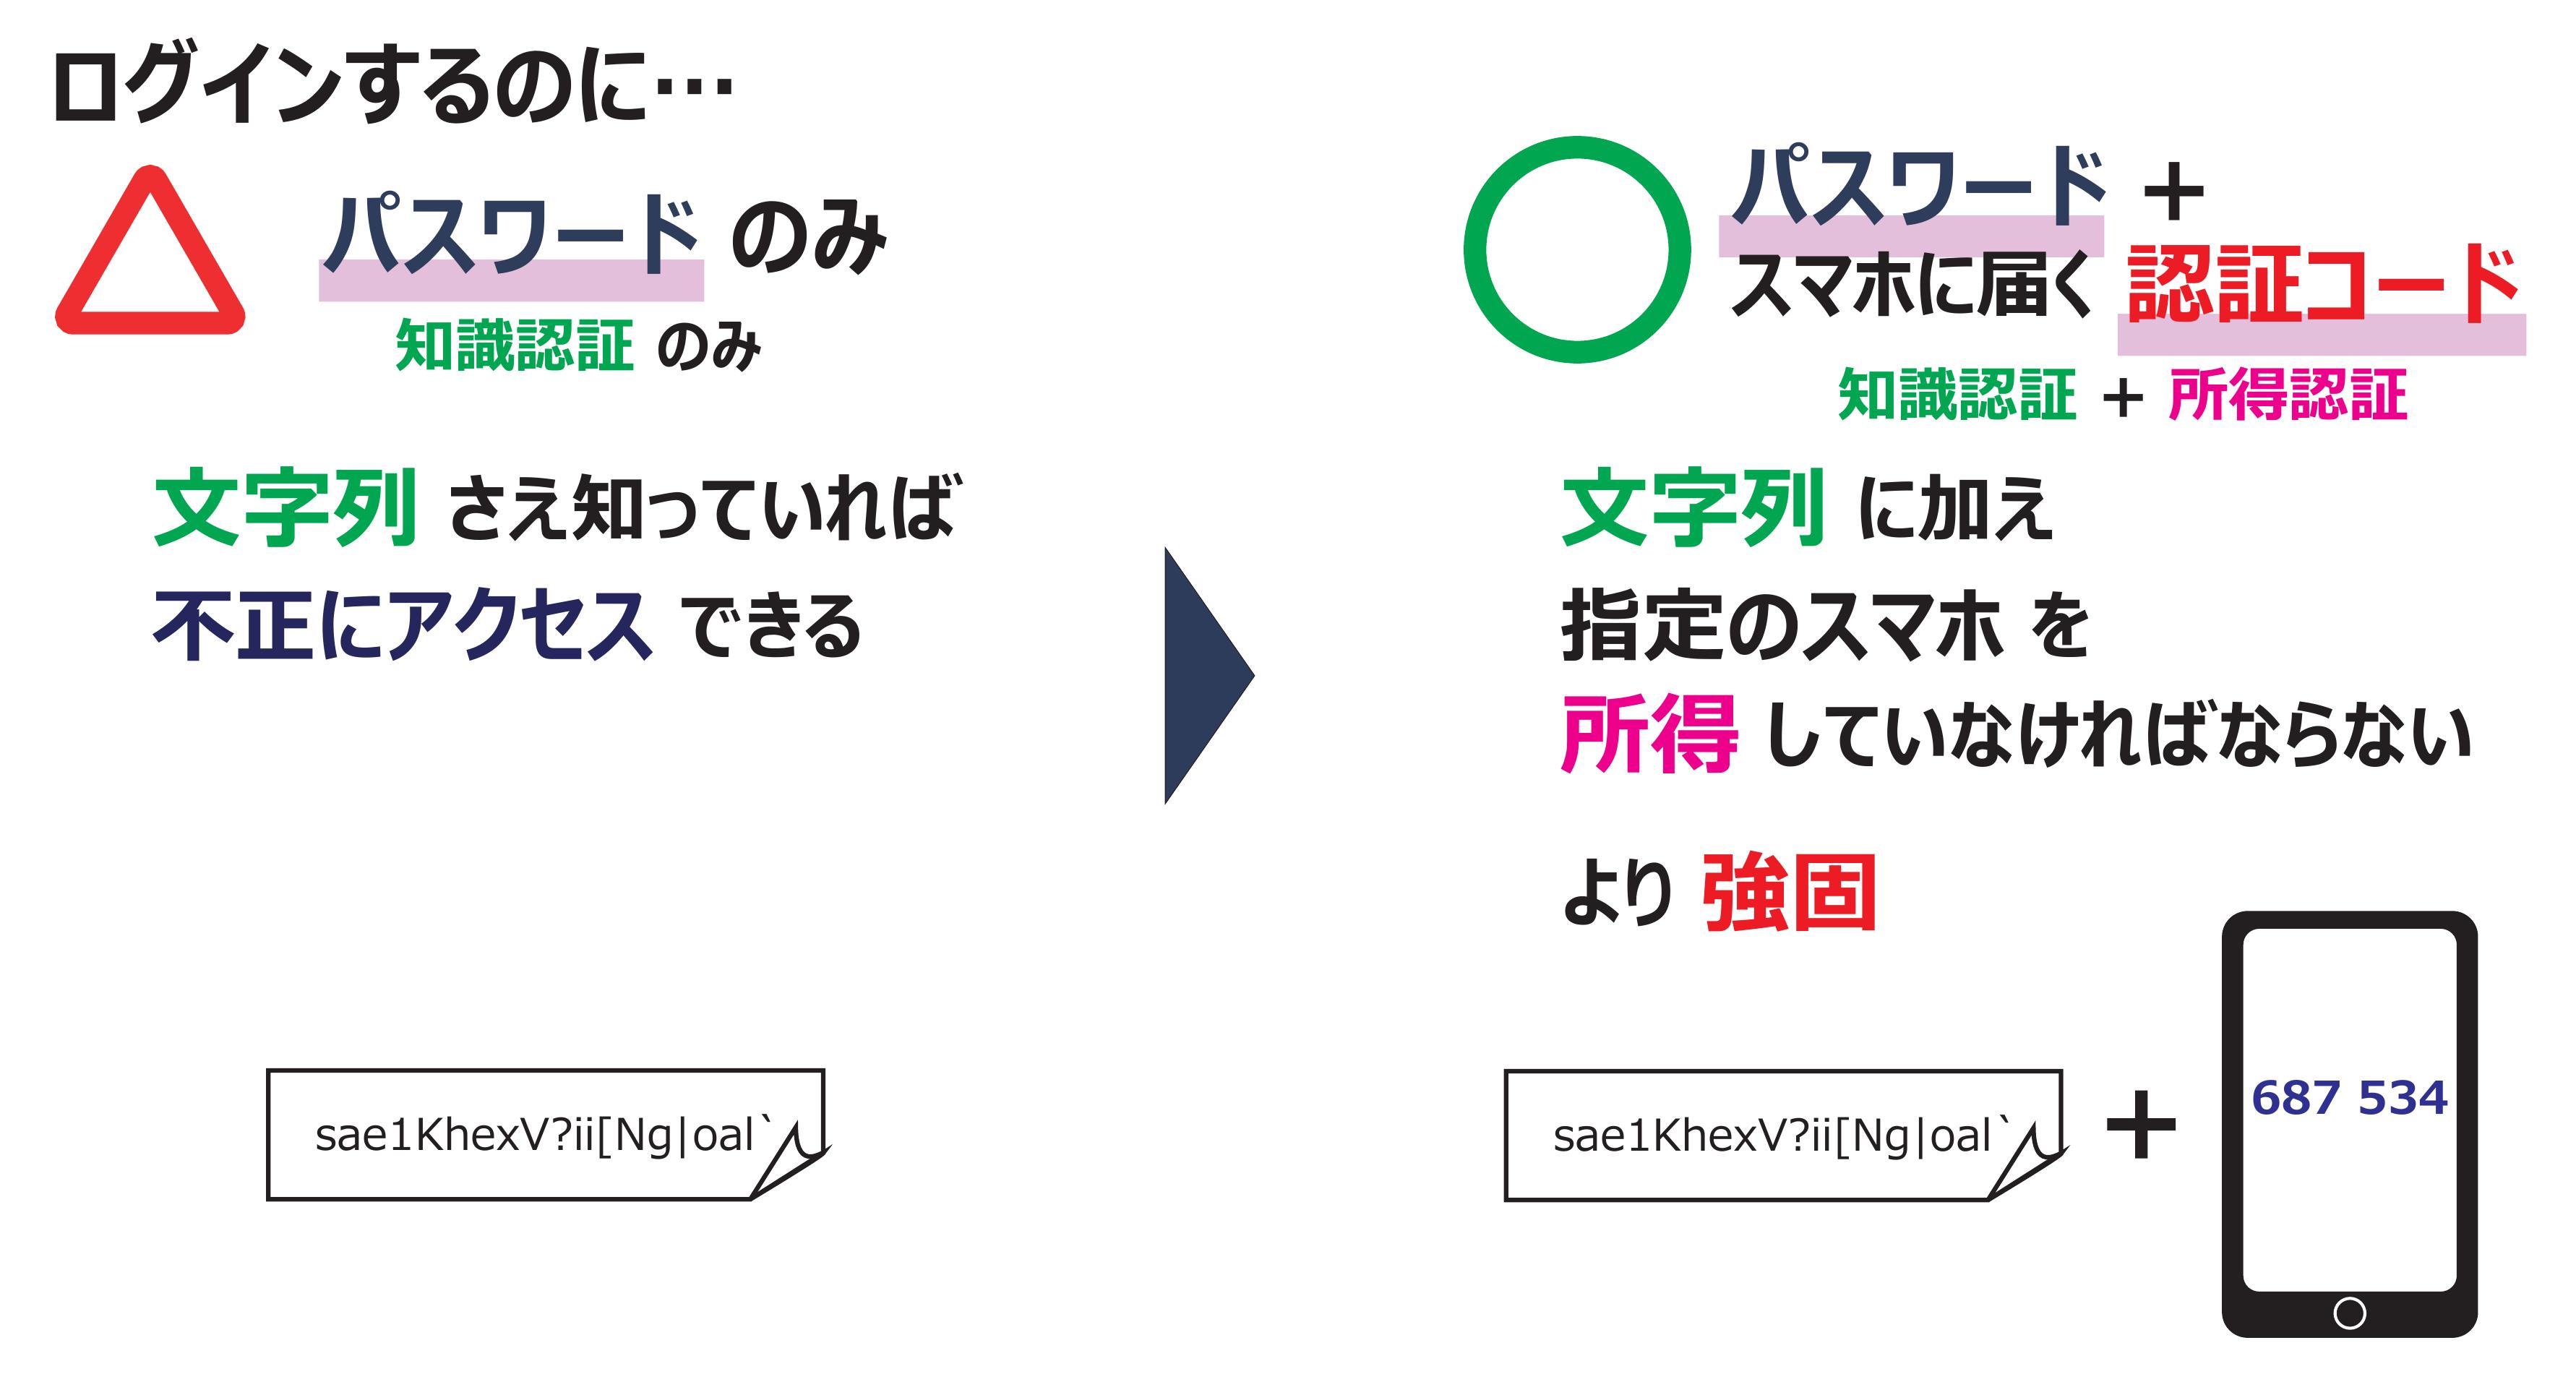 ログインするのに…
パスワード のみ
知識認証 のみ
文字列 さえ知っていれば
不正にアクセス できる
sae1KhexV?ii[Ng|oal`
パスワード +
スマホに届く 認証コード
知識認証 + 所得認証
文字列 に加え
指定のスマホ を
所得 していなければならない
より 強固
sae1KhexV?ii[Ng|oal`
+
687 534